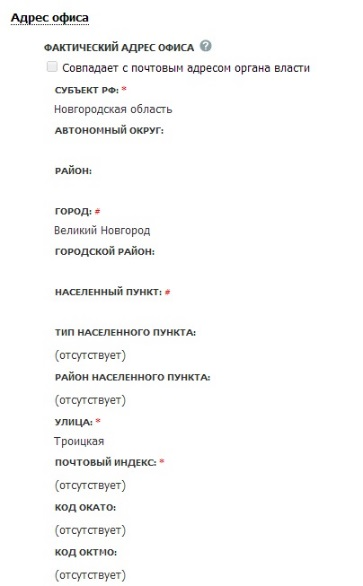 Адрес офиса
ФАКТИЧЕСКИЙ АДРЕС ОФИСА ?
Совпадает с почтовым адресом органа власти
СУБЪЕКТ РФ: *
Новгородская область
АВТОНОМНЫЙ ОКРУГ:
РАЙОН:
ГОРОД: #
Великий Новгород
ГОРОДСКОЙ РАЙОН:
НАСЕЛЕННЫЙ ПУНКТ: #
ТИП НАСЕЛЕННОГО ПУНКТА:
(отсутствует)
РАЙОН НАСЕЛЕННОГО ПУНКТА:
(отсутствует)
УЛИЦА: *
Троицкая
ПОЧТОВЫЙ ИНДЕКС: *
(отсутствует)
КОД ОКАТО:
(отсутствует)
КОД ОКТМО:
(отсутствует)